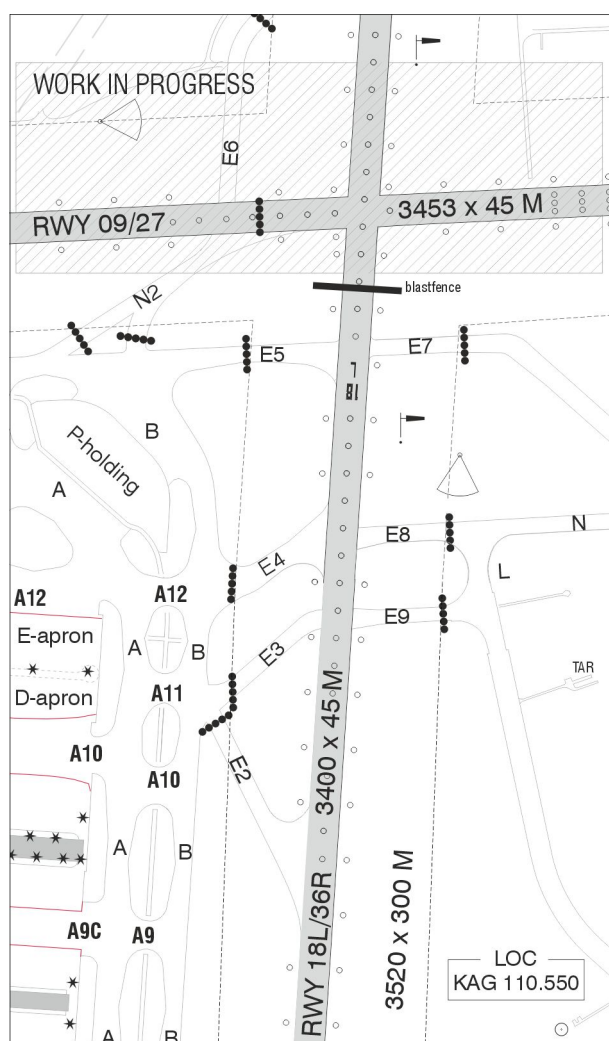 WORK IN PROGRESS
E6
RWY 09/27
3453 x 45 M
blastfence
N2
E5
E7
18
L
B
P-holding
A
E8
N
E4
L
A12
A12
E9
E-apron
A
B
E3
TAR
D-apron
A11
A10
A10
E2
3400 x 45 M
A
B
3520 x 300 M
RWY 18L/36R
A9C
A9
LOC
KAG 110.550
A
B